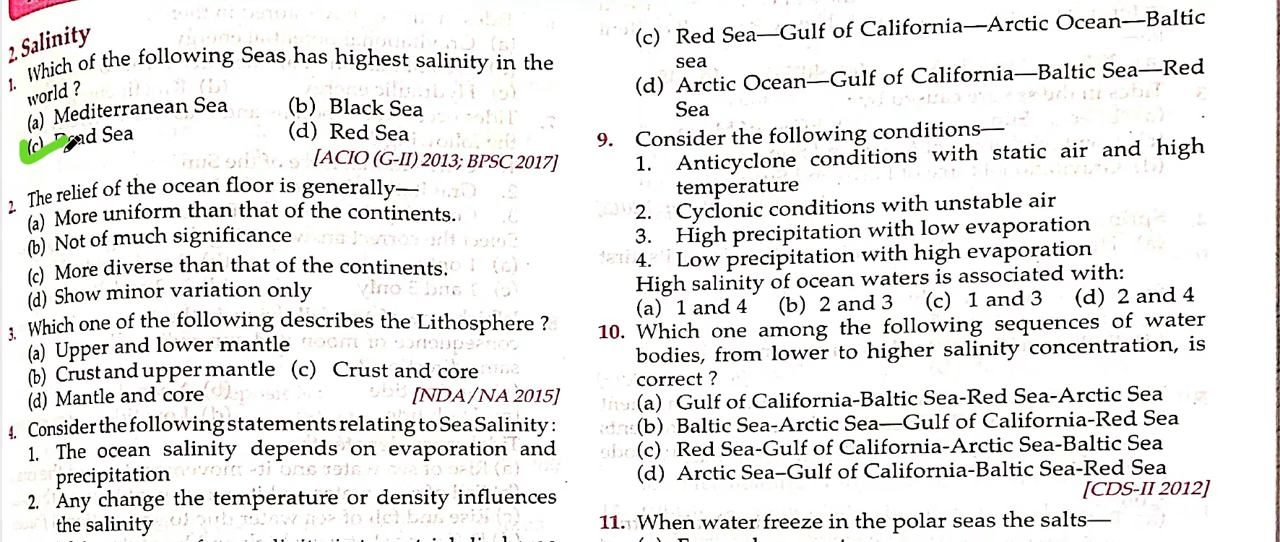 2. Salinity
1. Which of the following Seas has highest salinity in the
world ?
(a) Mediterranean Sea (b) Black Sea
(c) Sea (d) Red Sea
[ACIO (G-II) 2013; BPSC 2017]
2. The relief of the ocean floor is generally—
(a) More uniform than that of the continents.
(b) Not of much significance
(c) More diverse than that of the continents.
(d) Show minor variation only
3. Which one of the following describes the Lithosphere ?
(a) Upper and lower mantle
(b) Crust and upper mantle (c) Crust and core
(d) Mantle and core [NDA/NA 2015]
4. Consider the following statements relating to Sea Salinity :
1. The ocean salinity depends on evaporation and
precipitation
2. Any change the temperature or density influences
the salinity
(c) Red Sea—Gulf of California—Arctic Ocean—Baltic
sea
(d) Arctic Ocean—Gulf of California—Baltic Sea—Red
Sea
9. Consider the following conditions—
1. Anticyclone conditions with static air and high
temperature
2. Cyclonic conditions with unstable air
3. High precipitation with low evaporation
4. Low precipitation with high evaporation
High salinity of ocean waters is associated with:
(a) 1 and 4 (b) 2 and 3 (c) 1 and 3 (d) 2 and 4
10. Which one among the following sequences of water
bodies, from lower to higher salinity concentration, is
correct ?
(a) Gulf of California-Baltic Sea-Red Sea-Arctic Sea
(b) Baltic Sea-Arctic Sea—Gulf of California-Red Sea
(c) Red Sea-Gulf of California-Arctic Sea-Baltic Sea
(d) Arctic Sea–Gulf of California-Baltic Sea-Red Sea
[CDS-II 2012]
11. When water freeze in the polar seas the salts—